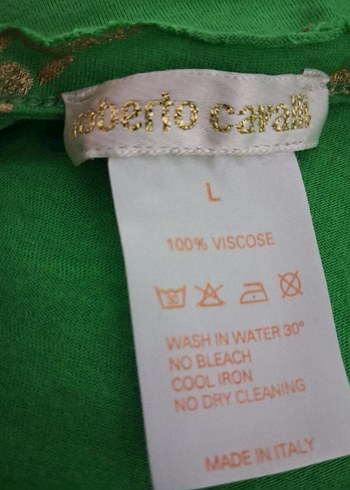 roberto cavalli
L
100% VISCOSE
WASH IN WATER 30°
NO BLEACH
COOL IRON
NO DRY CLEANING
MADE IN ITALY